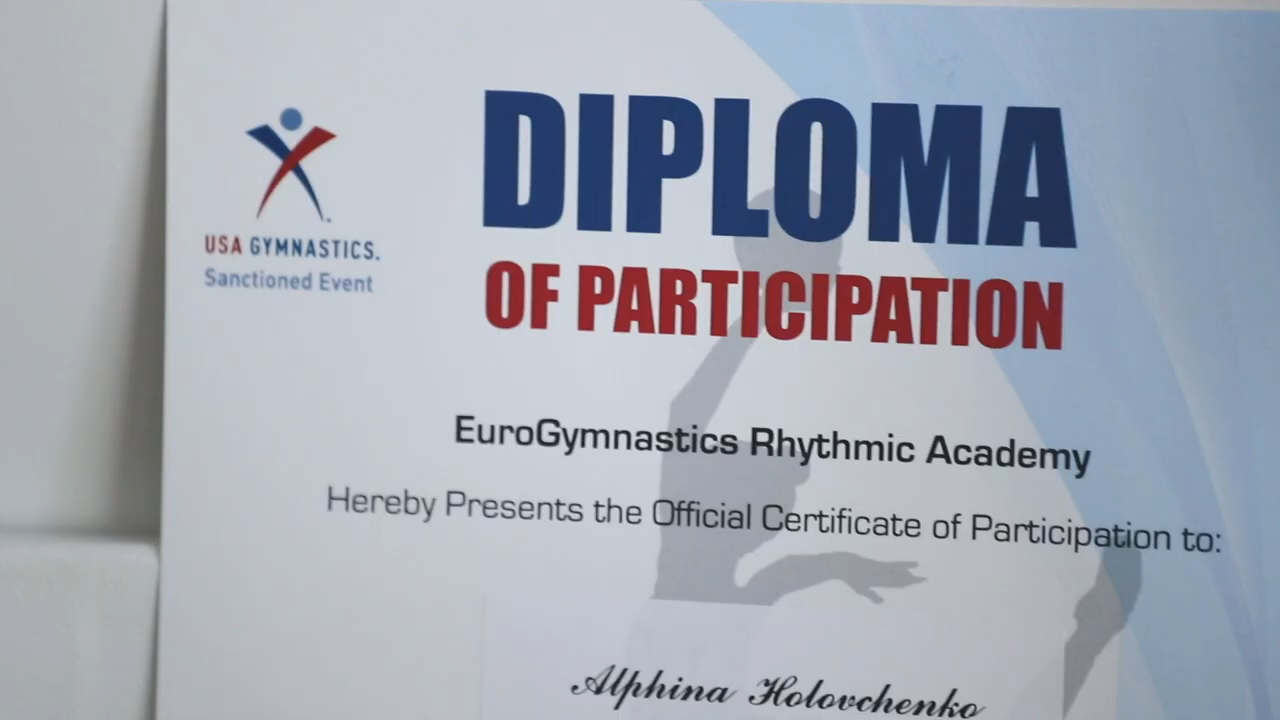 DIPLOMA
OF PARTICIPATION
USA GYMNASTICS.
Sanctioned Event
EuroGymnastics Rhythmic Academy
Hereby Presents the Official Certificate of Participation to:
Alphina Holovchenko